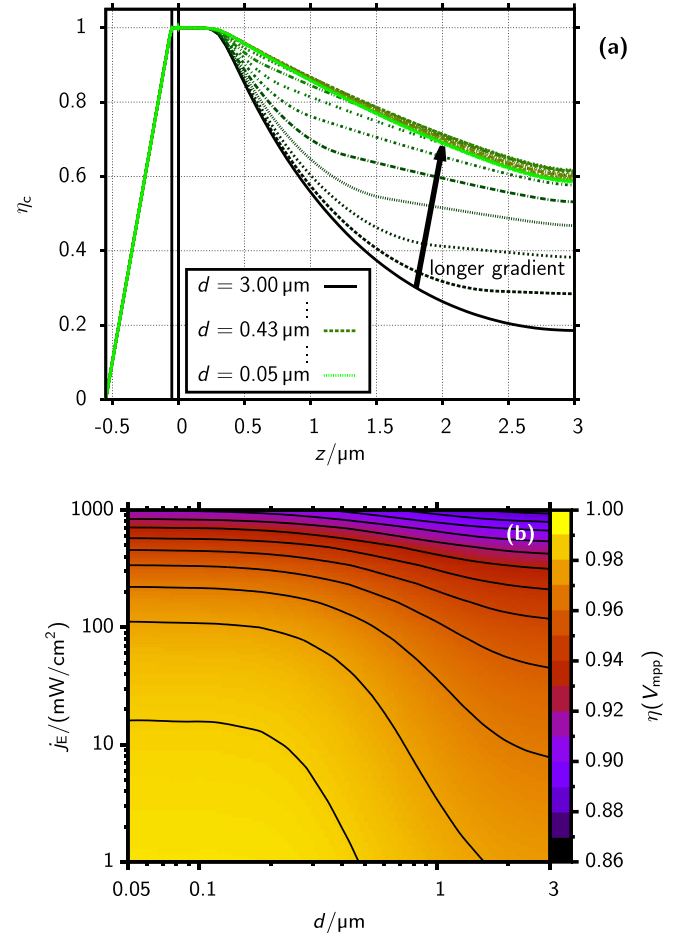 (a)
1
0.8
0.6
0.4
0.2
0
ηc
longer gradient
d = 3.00 µm
d = 0.43 µm
d = 0.05 µm
-0.5 0 0.5 1 1.5 2 2.5 3
z/µm
(b)
1000
100
10
1
jE/(mW/cm²)
0.05 0.1 1 3
d/µm
1.00
0.98
0.96
0.94
0.92
0.90
0.88
0.86
η(Vmpp)